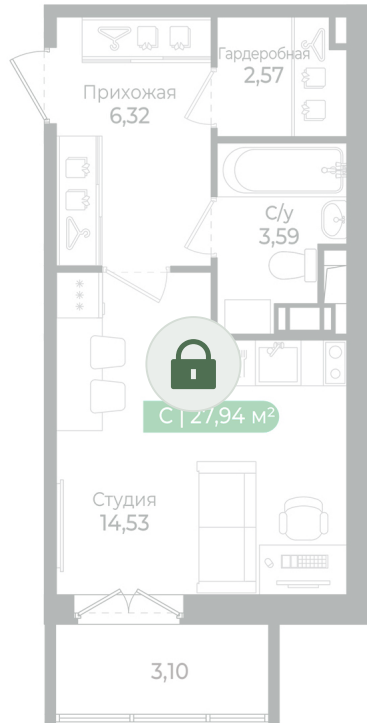 Гардеробная
2,57
Прихожая
6,32
С/у
3,59
С | 27,94 м²
Студия
14,53
3,10